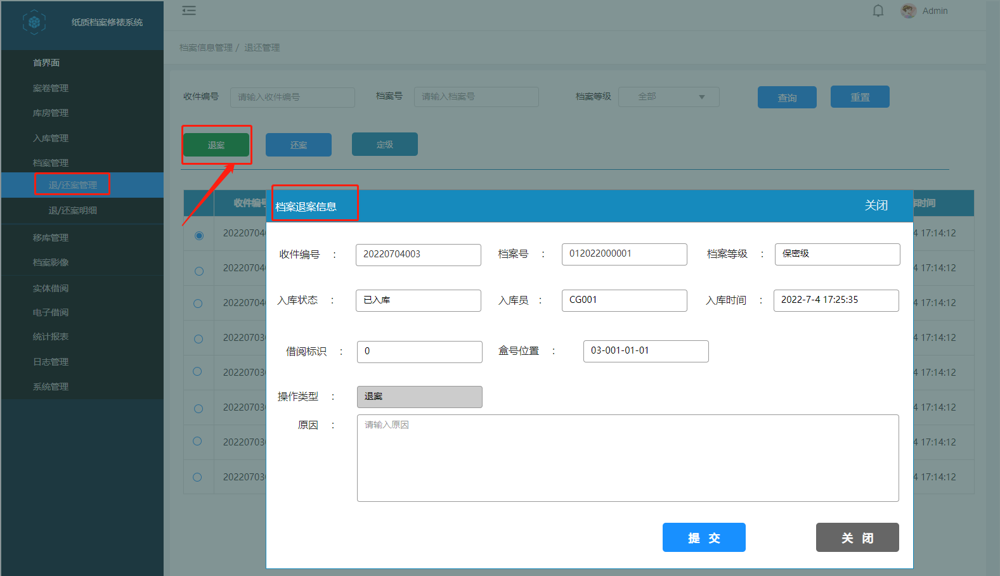 纸质档案修裱系统
Admin
首界面
案卷管理
库房管理
入库管理
档案管理
退/还案管理
退/还案明细
移库管理
档案影像
实体借阅
电子借阅
统计报表
日志管理
系统管理
档案信息管理 / 退还管理
收件编号 请输入收件编号 档案号 请输入档案号 档案等级 全部 查询 重置
退案 还案 定级
收件编号 库时间
20220704 4 17:14:12
20220704 4 17:14:12
20220704 4 17:14:12
20220703 4 17:14:12
20220703 4 17:14:12
20220703 4 17:14:12
20220703 4 17:14:12
20220703 4 17:14:12
档案退案信息 关闭
收件编号 : 20220704003 档案号 : 012022000001 档案等级 : 保密级
入库状态 : 已入库 入库员 : CG001 入库时间 : 2022-7-4 17:25:35
借阅标识 : 0 盒号位置 : 03-001-01-01
操作类型 : 退案
原因 : 请输入原因
提 交 关 闭